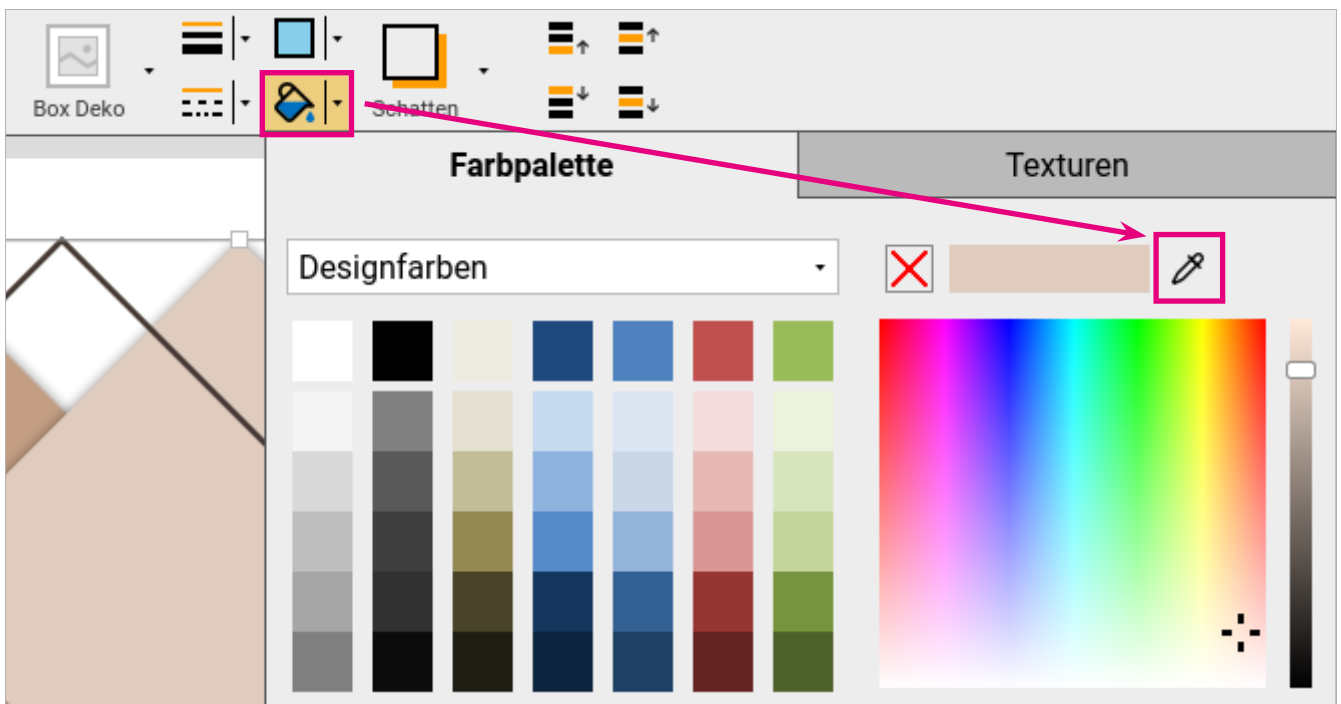 Box Deko
Schatten
Farbpalette
Texturen
Designfarben